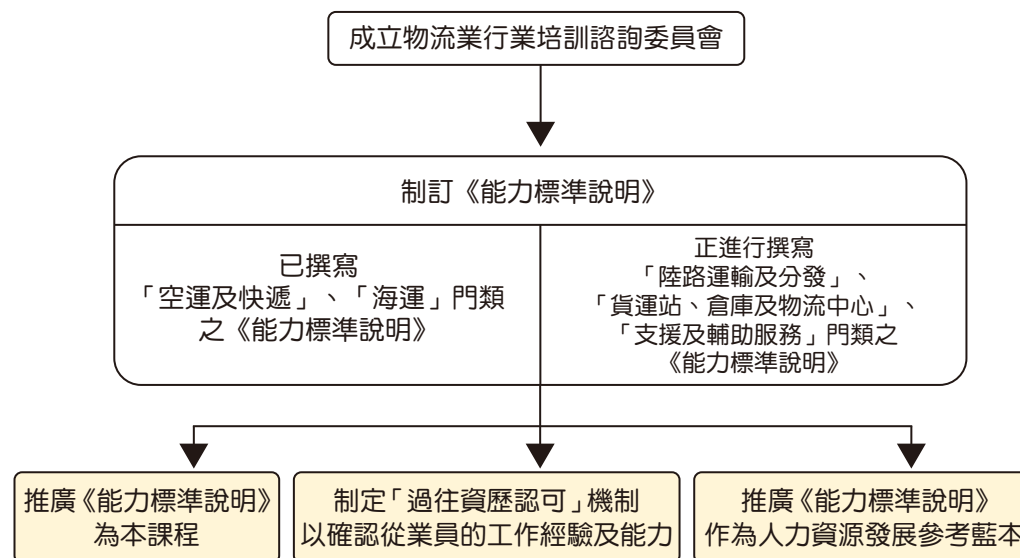 成立物流業行業培訓諮詢委員會
制訂《能力標準說明》
已撰寫
「空運及快遞」、「海運」門類
之《能力標準說明》
正進行撰寫
「陸路運輸及分發」、
「貨運站、倉庫及物流中心」、
「支援及輔助服務」門類之
《能力標準說明》
推廣《能力標準說明》
為本課程
制定「過往資歷認可」機制
以確認從業員的工作經驗及能力
推廣《能力標準說明》
作為人力資源發展參考藍本